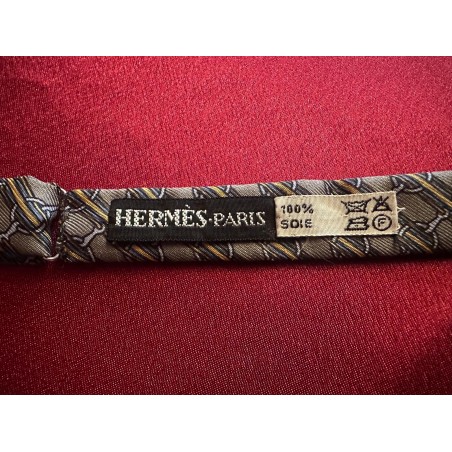 HERMÈS-PARIS
100%
SOIE
F